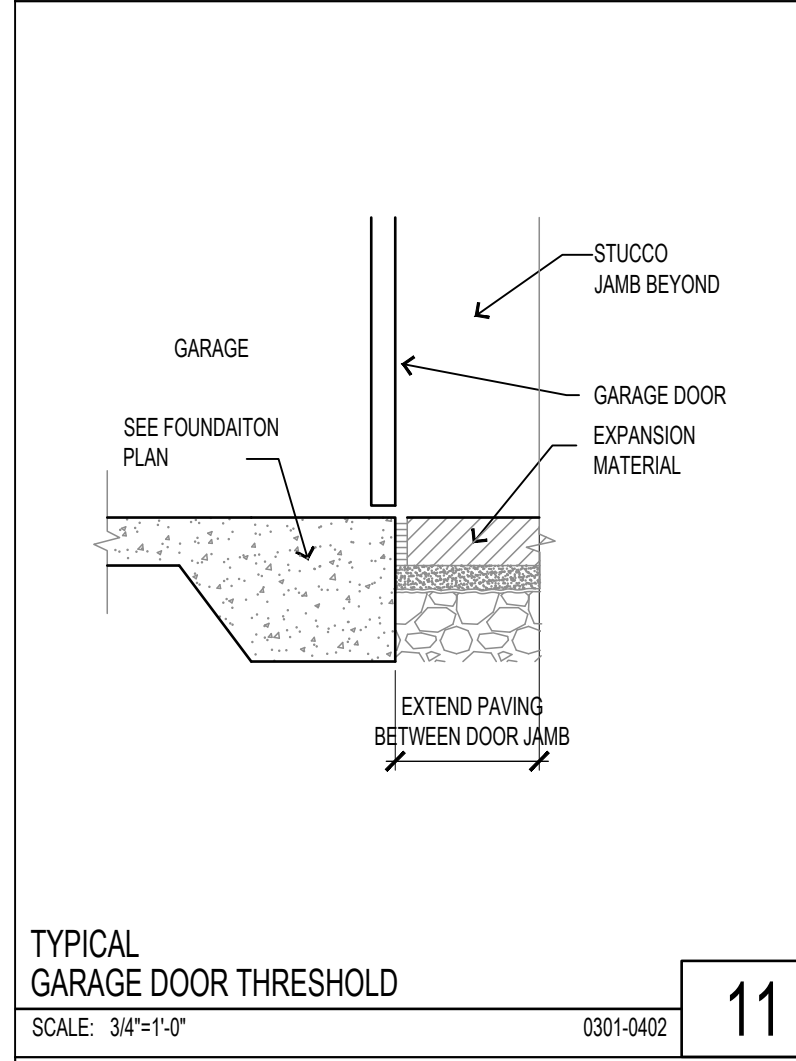 STUCCO
JAMB BEYOND
GARAGE
GARAGE DOOR
SEE FOUNDAITON
PLAN
EXPANSION
MATERIAL
EXTEND PAVING
BETWEEN DOOR JAMB
TYPICAL
GARAGE DOOR THRESHOLD
SCALE: 3/4"=1'-0"
0301-0402
11